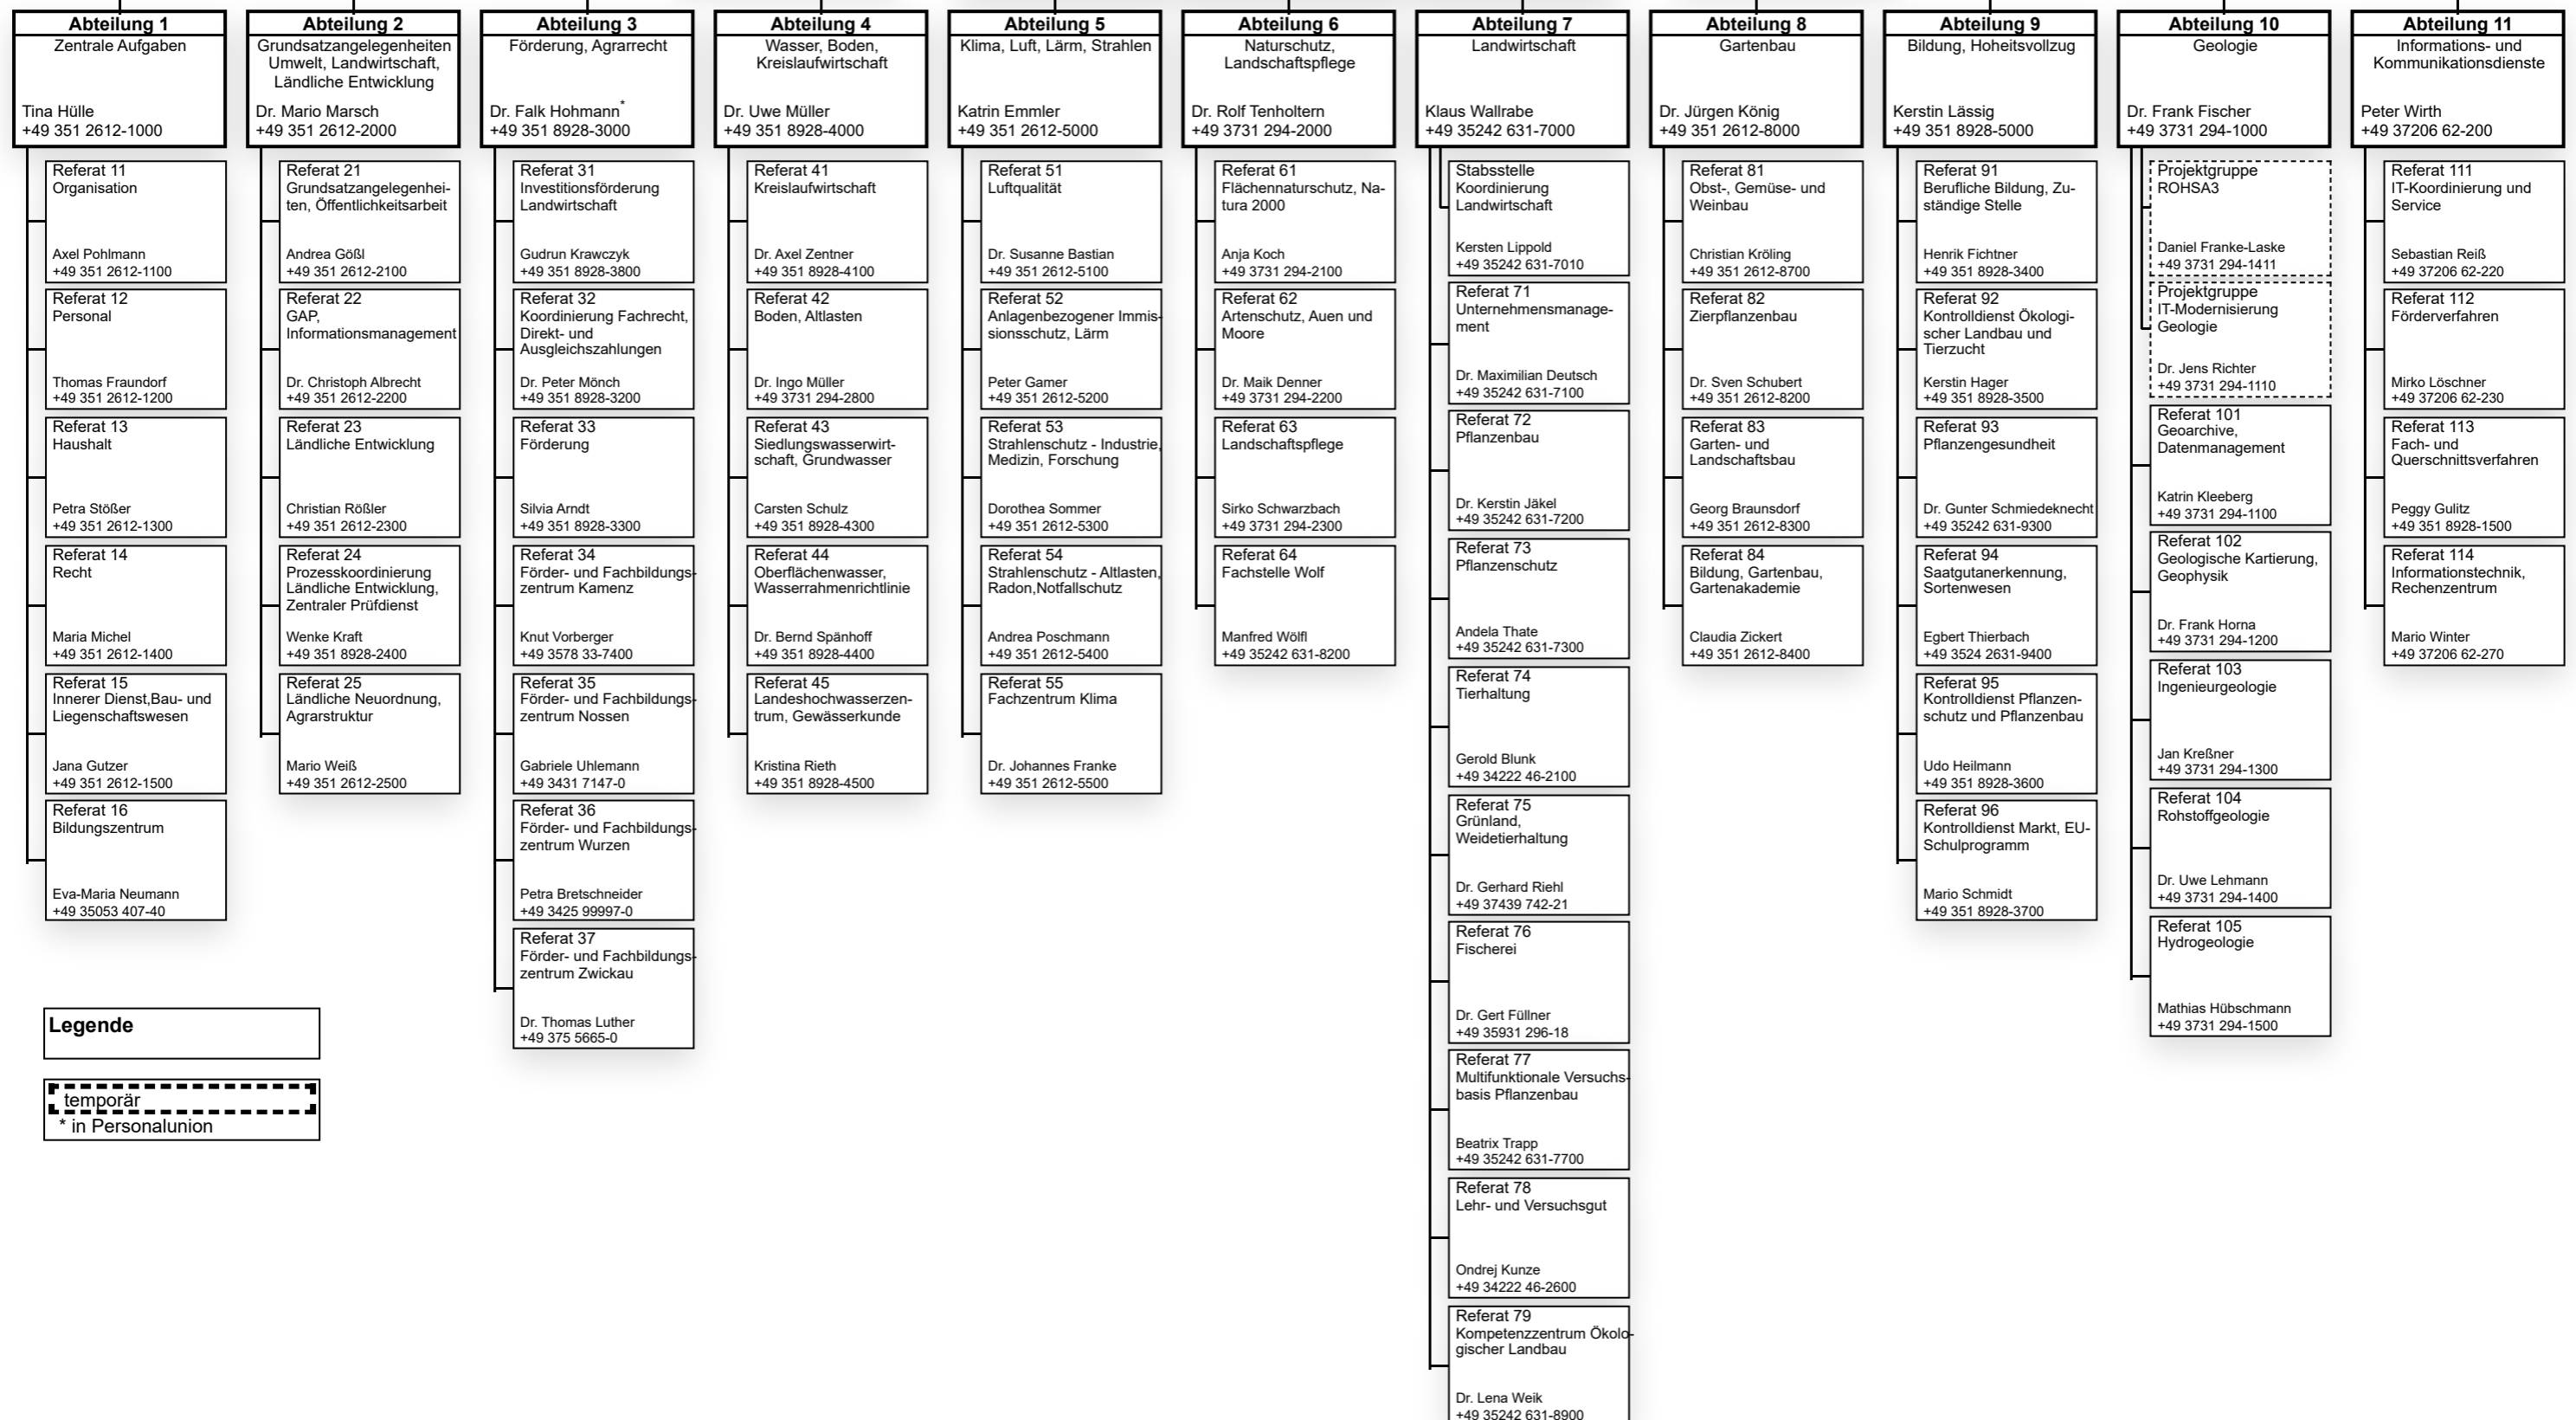 Abteilung 1
Zentrale Aufgaben
Tina Hülle
+49 351 2612-1000
Referat 11
Organisation
Axel Pohlmann
+49 351 2612-1100
Referat 12
Personal
Thomas Fraundorf
+49 351 2612-1200
Referat 13
Haushalt
Petra Stößer
+49 351 2612-1300
Referat 14
Recht
Maria Michel
+49 351 2612-1400
Referat 15
Innerer Dienst,Bau- und
Liegenschaftswesen
Jana Gutzer
+49 351 2612-1500
Referat 16
Bildungszentrum
Eva-Maria Neumann
+49 35053 407-40
Abteilung 2
Grundsatzangelegenheiten
Umwelt, Landwirtschaft,
Ländliche Entwicklung
Dr. Mario Marsch
+49 351 2612-2000
Referat 21
Grundsatzangelegenhei-
ten, Öffentlichkeitsarbeit
Andrea Gößl
+49 351 2612-2100
Referat 22
GAP,
Informationsmanagement
Dr. Christoph Albrecht
+49 351 2612-2200
Referat 23
Ländliche Entwicklung
Christian Rößler
+49 351 2612-2300
Referat 24
Prozesskoordinierung
Ländliche Entwicklung,
Zentraler Prüfdienst
Wenke Kraft
+49 351 8928-2400
Referat 25
Ländliche Neuordnung,
Agrarstruktur
Mario Weiß
+49 351 2612-2500
Abteilung 3
Förderung, Agrarrecht
Dr. Falk Hohmann*
+49 351 8928-3000
Referat 31
Investitionsförderung
Landwirtschaft
Gudrun Krawczyk
+49 351 8928-3800
Referat 32
Koordinierung Fachrecht,
Direkt- und
Ausgleichszahlungen
Dr. Peter Mönch
+49 351 8928-3200
Referat 33
Förderung
Silvia Arndt
+49 351 8928-3300
Referat 34
Förder- und Fachbildungs-
zentrum Kamenz
Knut Vorberger
+49 3578 33-7400
Referat 35
Förder- und Fachbildungs-
zentrum Nossen
Gabriele Uhlemann
+49 3431 7147-0
Referat 36
Förder- und Fachbildungs-
zentrum Wurzen
Petra Bretschneider
+49 3425 99997-0
Referat 37
Förder- und Fachbildungs-
zentrum Zwickau
Dr. Thomas Luther
+49 375 5665-0
Abteilung 4
Wasser, Boden,
Kreislaufwirtschaft
Dr. Uwe Müller
+49 351 8928-4000
Referat 41
Kreislaufwirtschaft
Dr. Axel Zentner
+49 351 8928-4100
Referat 42
Boden, Altlasten
Dr. Ingo Müller
+49 3731 294-2800
Referat 43
Siedlungswasserwirt-
schaft, Grundwasser
Carsten Schulz
+49 351 8928-4300
Referat 44
Oberflächenwasser,
Wasserrahmenrichtlinie
Dr. Bernd Spänhoff
+49 351 8928-4400
Referat 45
Landeshochwasserzen-
trum, Gewässerkunde
Kristina Rieth
+49 351 8928-4500
Abteilung 5
Klima, Luft, Lärm, Strahlen
Katrin Emmler
+49 351 2612-5000
Referat 51
Luftqualität
Dr. Susanne Bastian
+49 351 2612-5100
Referat 52
Anlagenbezogener Immis-
sionsschutz, Lärm
Peter Gamer
+49 351 2612-5200
Referat 53
Strahlenschutz - Industrie,
Medizin, Forschung
Dorothea Sommer
+49 351 2612-5300
Referat 54
Strahlenschutz - Altlasten,
Radon,Notfallschutz
Andrea Poschmann
+49 351 2612-5400
Referat 55
Fachzentrum Klima
Dr. Johannes Franke
+49 351 2612-5500
Abteilung 6
Naturschutz,
Landschaftspflege
Dr. Rolf Tenholtern
+49 3731 294-2000
Referat 61
Flächennaturschutz, Na-
tura 2000
Anja Koch
+49 3731 294-2100
Referat 62
Artenschutz, Auen und
Moore
Dr. Maik Denner
+49 3731 294-2200
Referat 63
Landschaftspflege
Sirko Schwarzbach
+49 3731 294-2300
Referat 64
Fachstelle Wolf
Manfred Wölfl
+49 35242 631-8200
Abteilung 7
Landwirtschaft
Klaus Wallrabe
+49 35242 631-7000
Stabsstelle
Koordinierung
Landwirtschaft
Kersten Lippold
+49 35242 631-7010
Referat 71
Unternehmensmanage-
ment
Dr. Maximilian Deutsch
+49 35242 631-7100
Referat 72
Pflanzenbau
Dr. Kerstin Jäkel
+49 35242 631-7200
Referat 73
Pflanzenschutz
Andela Thate
+49 35242 631-7300
Referat 74
Tierhaltung
Gerold Blunk
+49 34222 46-2100
Referat 75
Grünland,
Weidetierhaltung
Dr. Gerhard Riehl
+49 37439 742-21
Referat 76
Fischerei
Dr. Gert Füllner
+49 35931 296-18
Referat 77
Multifunktionale Versuchs-
basis Pflanzenbau
Beatrix Trapp
+49 35242 631-7700
Referat 78
Lehr- und Versuchsgut
Ondrej Kunze
+49 34222 46-2600
Referat 79
Kompetenzzentrum Ökolo-
gischer Landbau
Dr. Lena Weik
+49 35242 631-8900
Abteilung 8
Gartenbau
Dr. Jürgen König
+49 351 2612-8000
Referat 81
Obst-, Gemüse- und
Weinbau
Christian Kröling
+49 351 2612-8700
Referat 82
Zierpflanzenbau
Dr. Sven Schubert
+49 351 2612-8200
Referat 83
Garten- und
Landschaftsbau
Georg Braunsdorf
+49 351 2612-8300
Referat 84
Bildung, Gartenbau,
Gartenakademie
Claudia Zickert
+49 351 2612-8400
Abteilung 9
Bildung, Hoheitsvollzug
Kerstin Lässig
+49 351 8928-5000
Referat 91
Berufliche Bildung, Zu-
ständige Stelle
Henrik Fichtner
+49 351 8928-3400
Referat 92
Kontrolldienst Ökologi-
scher Landbau und
Tierzucht
Kerstin Hager
+49 351 8928-3500
Referat 93
Pflanzengesundheit
Dr. Gunter Schmiedeknecht
+49 35242 631-9300
Referat 94
Saatgutanerkennung,
Sortenwesen
Egbert Thierbach
+49 3524 2631-9400
Referat 95
Kontrolldienst Pflanzen-
schutz und Pflanzenbau
Udo Heilmann
+49 351 8928-3600
Referat 96
Kontrolldienst Markt, EU-
Schulprogramm
Mario Schmidt
+49 351 8928-3700
Abteilung 10
Geologie
Dr. Frank Fischer
+49 3731 294-1000
Projektgruppe
ROHSA3
Daniel Franke-Laske
+49 3731 294-1411
Projektgruppe
IT-Modernisierung
Geologie
Dr. Jens Richter
+49 3731 294-1110
Referat 101
Geoarchive,
Datenmanagement
Katrin Kleeberg
+49 3731 294-1100
Referat 102
Geologische Kartierung,
Geophysik
Dr. Frank Horna
+49 3731 294-1200
Referat 103
Ingenieurgeologie
Jan Kreßner
+49 3731 294-1300
Referat 104
Rohstoffgeologie
Dr. Uwe Lehmann
+49 3731 294-1400
Referat 105
Hydrogeologie
Mathias Hübschmann
+49 3731 294-1500
Abteilung 11
Informations- und
Kommunikationsdienste
Peter Wirth
+49 37206 62-200
Referat 111
IT-Koordinierung und
Service
Sebastian Reiß
+49 37206 62-220
Referat 112
Förderverfahren
Mirko Löschner
+49 37206 62-230
Referat 113
Fach- und
Querschnittsverfahren
Peggy Gulitz
+49 351 8928-1500
Referat 114
Informationstechnik,
Rechenzentrum
Mario Winter
+49 37206 62-270
Legende
temporär
* in Personalunion